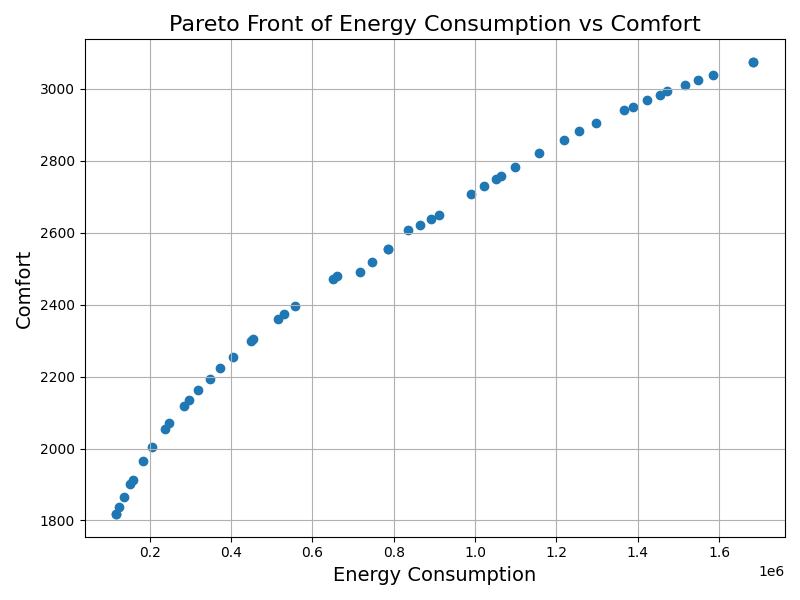 Pareto Front of Energy Consumption vs Comfort
Comfort
3000
2800
2600
2400
2200
2000
1800
0.2 0.4 0.6 0.8 1.0 1.2 1.4 1.6
1e6
Energy Consumption